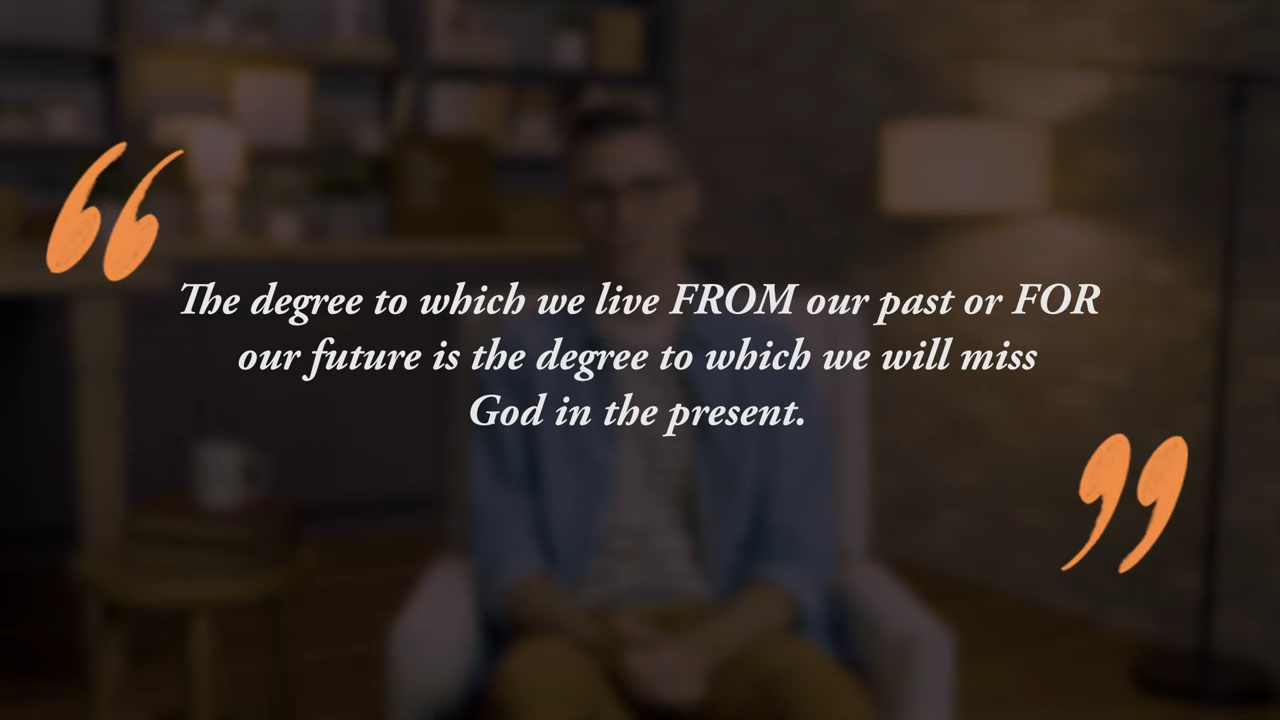 “
The degree to which we live FROM our past or FOR
our future is the degree to which we will miss
God in the present.
”